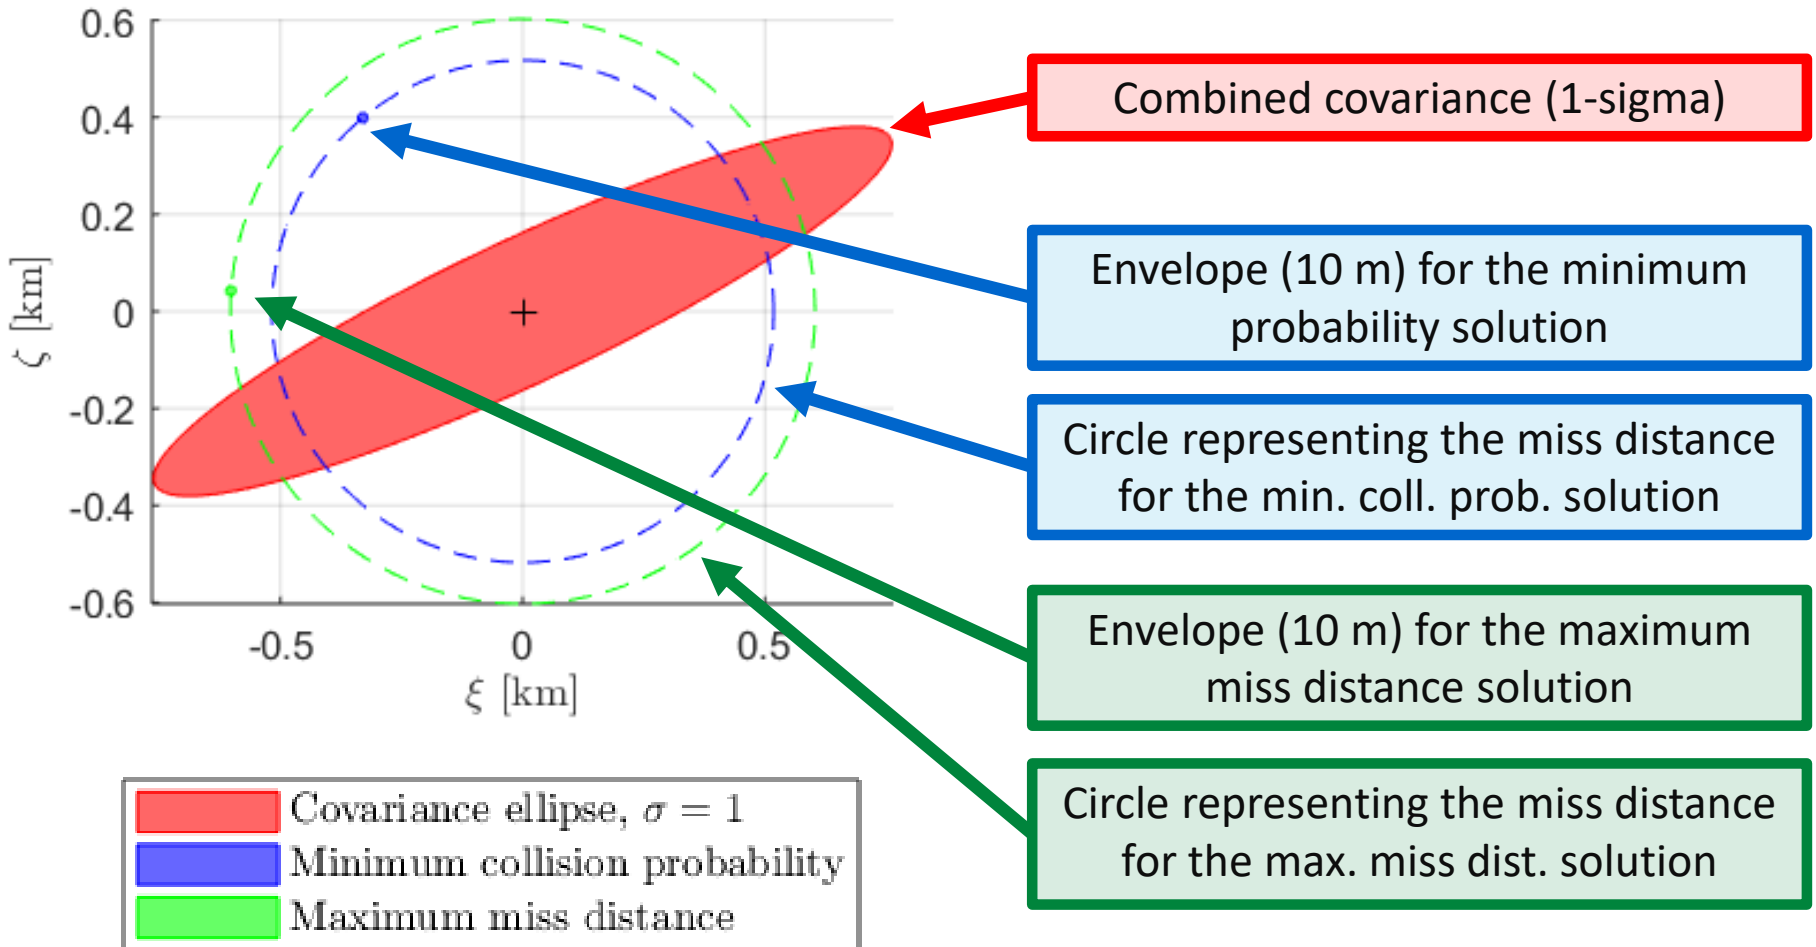 0.6
0.4
0.2
0
-0.2
-0.4
-0.6
ζ [km]
-0.5 0 0.5
ξ [km]
Combined covariance (1-sigma)
Envelope (10 m) for the minimum
probability solution
Circle representing the miss distance
for the min. coll. prob. solution
Envelope (10 m) for the maximum
miss distance solution
Circle representing the miss distance
for the max. miss dist. solution
Covariance ellipse, σ = 1
Minimum collision probability
Maximum miss distance